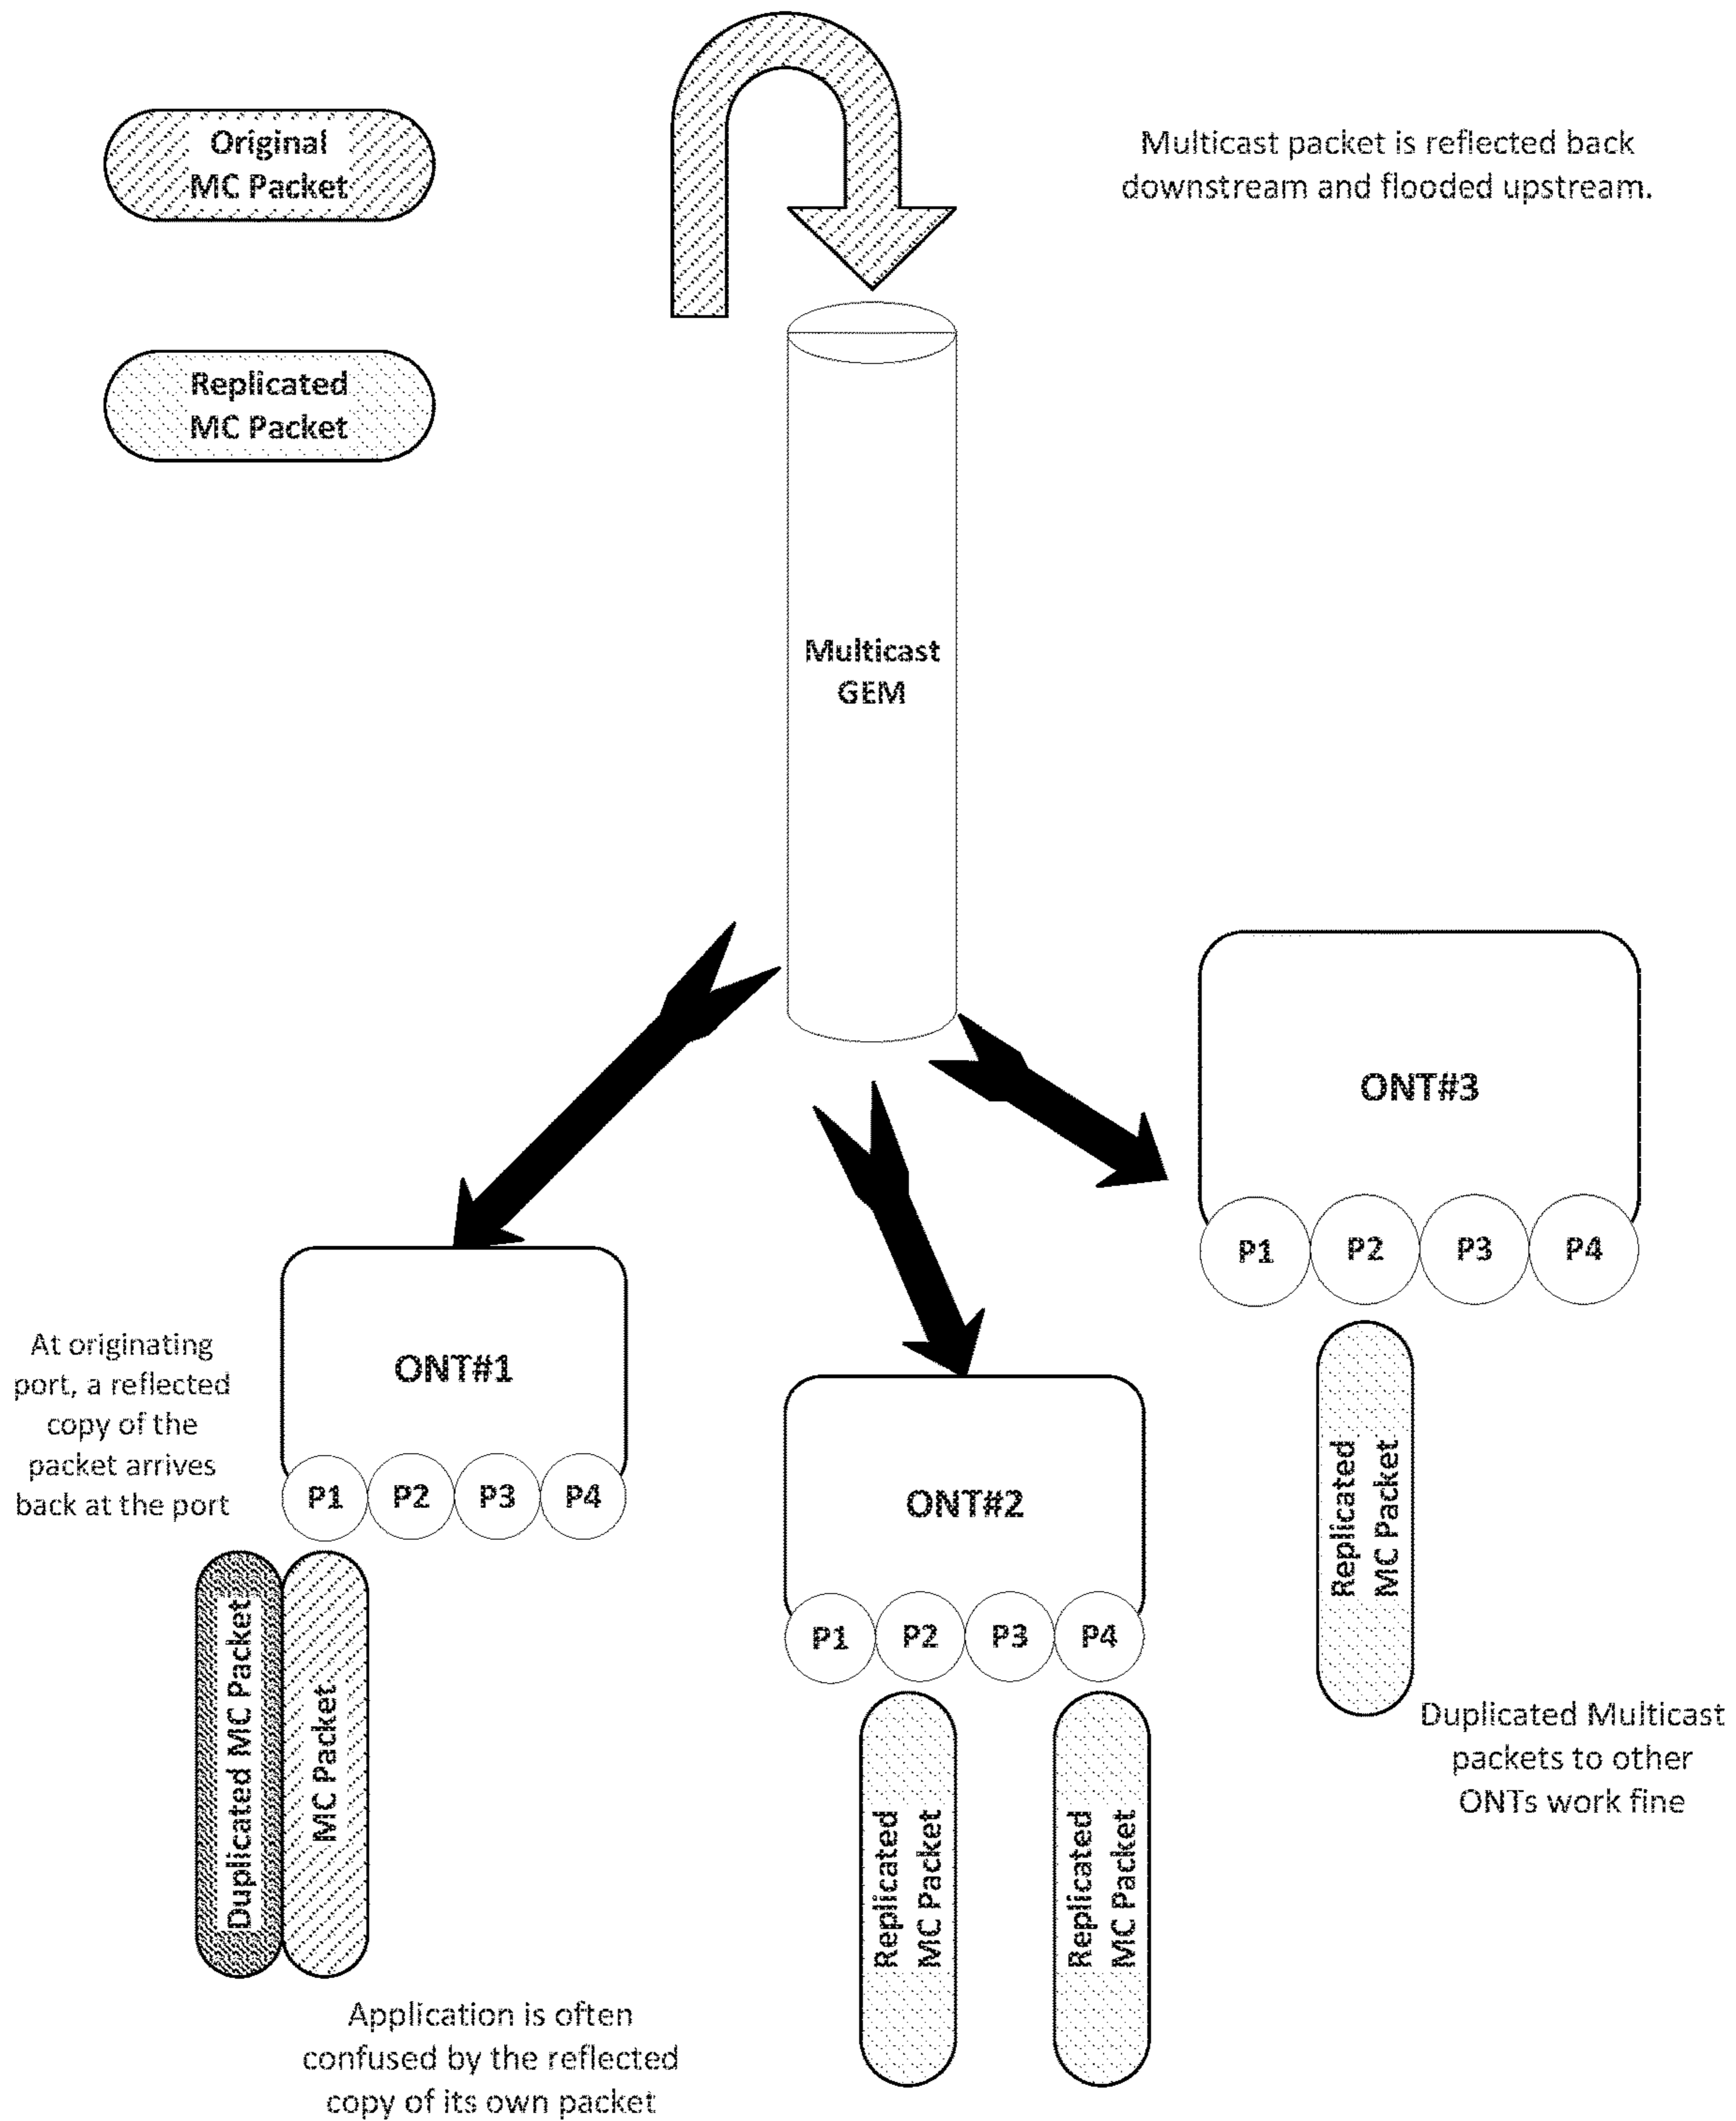 Original
MC Packet
Multicast packet is reflected back
downstream and flooded upstream.
Replicated
MC Packet
Multicast
GEM
ONT#3
P1 P2 P3 P4
At originating
port, a reflected
copy of the
packet arrives
back at the port
ONT#1
P1 P2 P3 P4
ONT#2
P1 P2 P3 P4
Duplicated MC Packet
MC Packet
Replicated
MC Packet
Replicated
MC Packet
Replicated
MC Packet
Duplicated Multicast
packets to other
ONTs work fine
Application is often
confused by the reflected
copy of its own packet